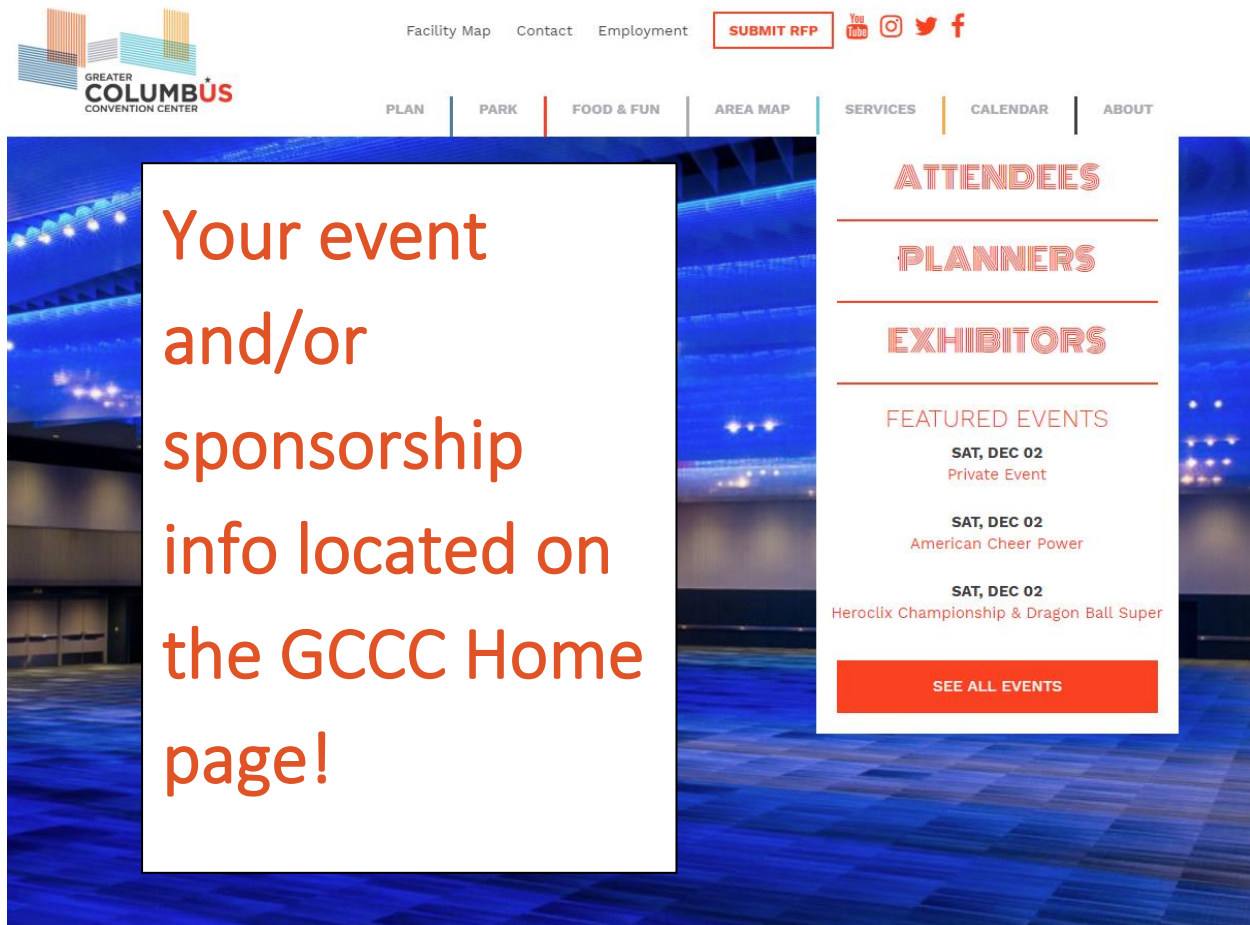 Facility Map Contact Employment SUBMIT RFP You Tube
GREATER
COLUMBUS
CONVENTION CENTER
PLAN PARK FOOD & FUN AREA MAP SERVICES CALENDAR ABOUT
Your event
and/or
sponsorship
info located on
the GCCC Home
page!
ATTENDEES
PLANNERS
EXHIBITORS
FEATURED EVENTS
SAT, DEC 02
Private Event
SAT, DEC 02
American Cheer Power
SAT, DEC 02
Heroclix Championship & Dragon Ball Super
SEE ALL EVENTS